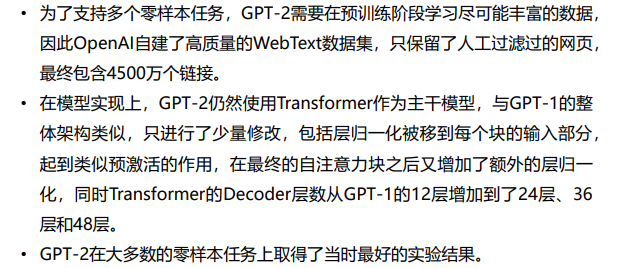 • 为了支持多个零样本任务，GPT-2需要在预训练阶段学习尽可能丰富的数据，
因此OpenAI自建了高质量的WebText数据集，只保留了人工过滤过的网页，
最终包含4500万个链接。
• 在模型实现上，GPT-2仍然使用Transformer作为主干模型，与GPT-1的整
体架构类似，只进行了少量修改，包括层归一化被移到每个块的输入部分，
起到类似预激活的作用，在最终的自注意力块之后又增加了额外的层归一
化，同时Transformer的Decoder层数从GPT-1的12层增加到了24层、36
层和48层。
• GPT-2在大多数的零样本任务上取得了当时最好的实验结果。